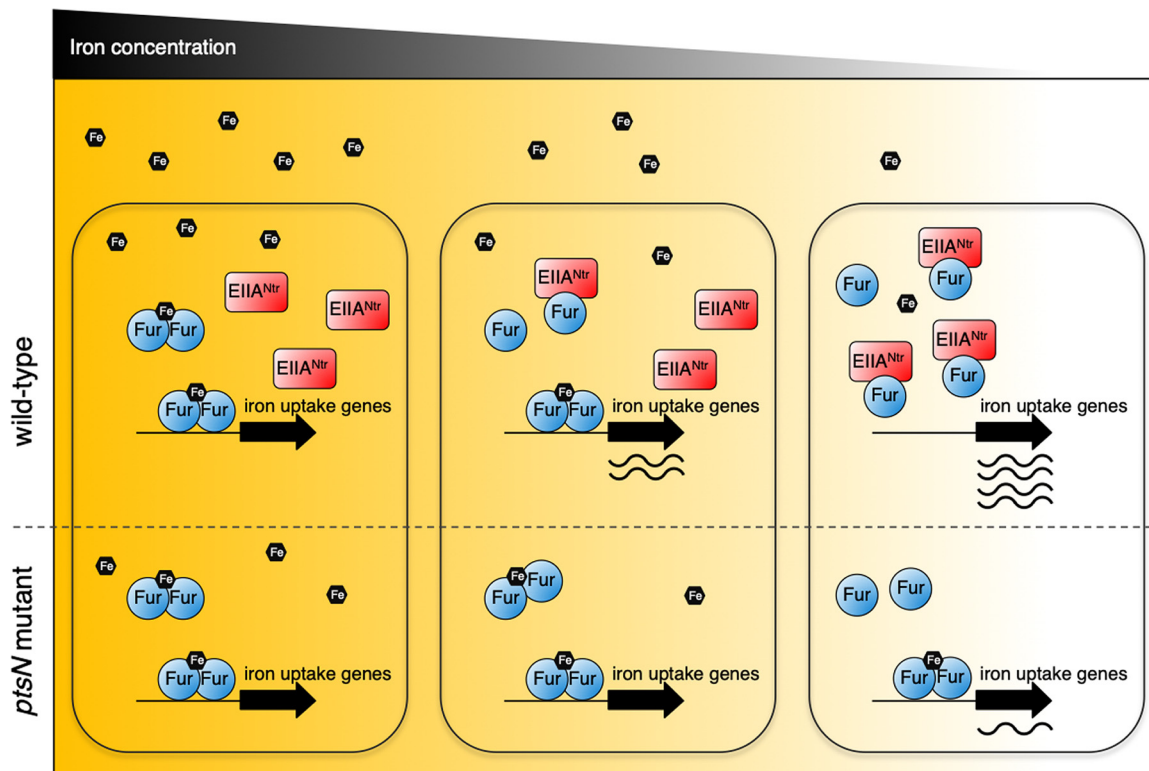 Iron concentration
Fe
Fe
Fe
Fe
Fe
Fe
Fe
Fe
Fe
wild-type
Fe
Fe
Fe
EIIANtr
EIIANtr
Fe
Fur Fur
EIIANtr
Fe
Fur Fur
iron uptake genes
Fe
Fe
EIIANtr
Fur
Fur
EIIANtr
EIIANtr
Fe
Fur Fur
iron uptake genes
EIIANtr
Fur
Fur
Fe
EIIANtr
Fur
EIIANtr
Fur
iron uptake genes
ptsN mutant
Fe
Fe
Fe
Fur Fur
Fe
Fe
Fur Fur
iron uptake genes
Fe
Fur
Fur
Fe
Fe
Fur Fur
iron uptake genes
Fur
Fur
Fe
Fur Fur
iron uptake genes